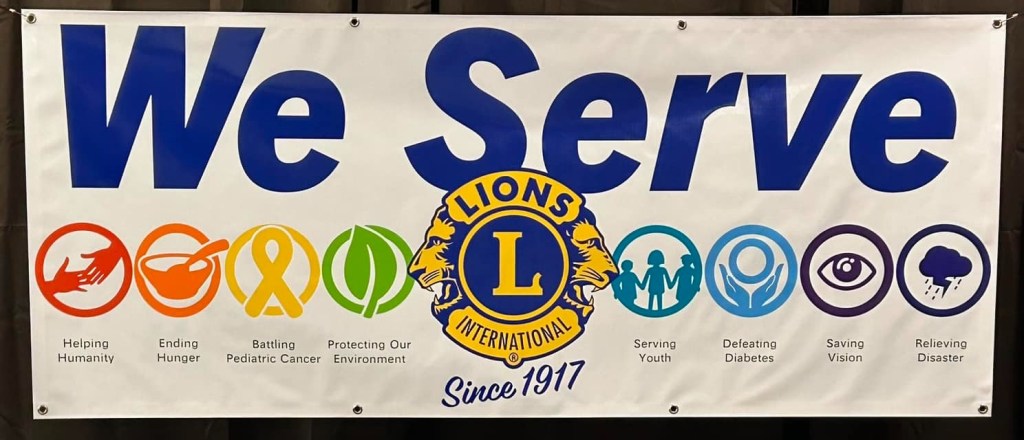 We Serve
LIONS
L
INTERNATIONAL
®
Since 1917
Helping
Humanity
Ending
Hunger
Battling
Pediatric Cancer
Protecting Our
Environment
Serving
Youth
Defeating
Diabetes
Saving
Vision
Relieving
Disaster